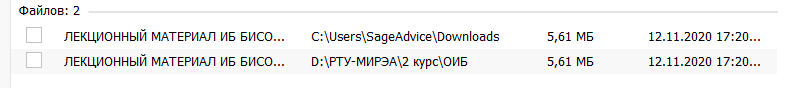 Файлов: 2
ЛЕКЦИОННЫЙ МАТЕРИАЛ ИБ БИСО... C:\Users\SageAdvice\Downloads 5,61 МБ 12.11.2020 17:20...
ЛЕКЦИОННЫЙ МАТЕРИАЛ ИБ БИСО... D:\РТУ-МИРЭА\2 курс\ОИБ 5,61 МБ 12.11.2020 17:20...